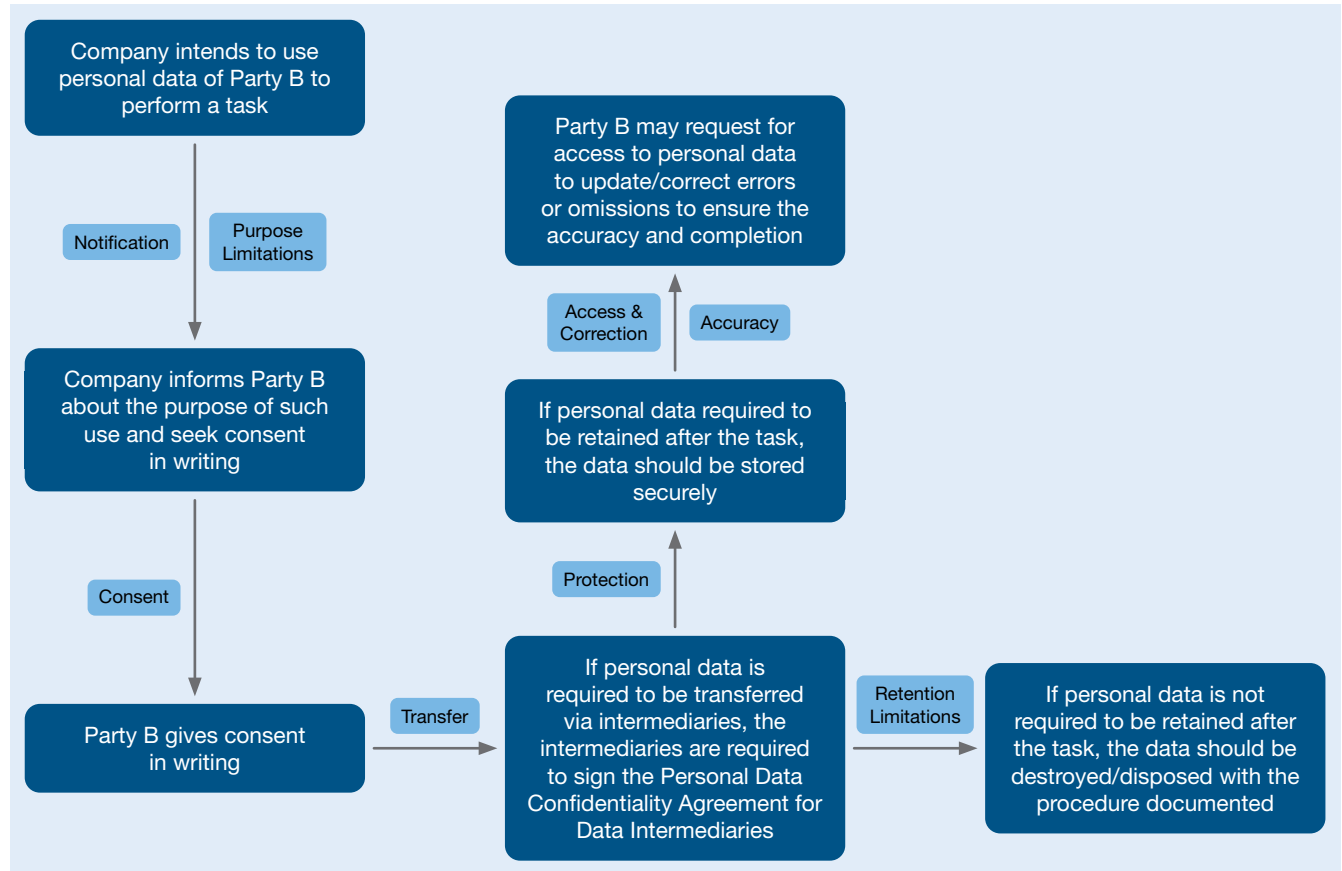 Company intends to use
personal data of Party B to
perform a task
Notification
Purpose
Limitations
Company informs Party B
about the purpose of such
use and seek consent
in writing
Consent
Party B gives consent
in writing
Transfer
If personal data is
required to be transferred
via intermediaries, the
intermediaries are required
to sign the Personal Data
Confidentiality Agreement for
Data Intermediaries
Protection
If personal data required to
be retained after the task,
the data should be stored
securely
Access &
Correction
Accuracy
Party B may request for
access to personal data
to update/correct errors
or omissions to ensure the
accuracy and completion
Retention
Limitations
If personal data is not
required to be retained after
the task, the data should be
destroyed/disposed with the
procedure documented